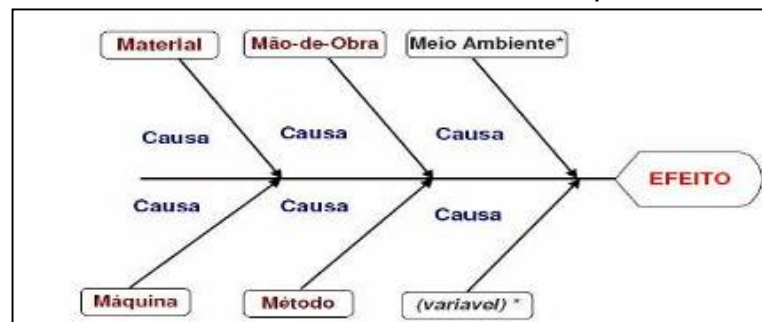 Material Mão-de-Obra Meio Ambiente*
Causa Causa Causa
EFEITO
Causa Causa Causa
Máquina Método (variavel) *